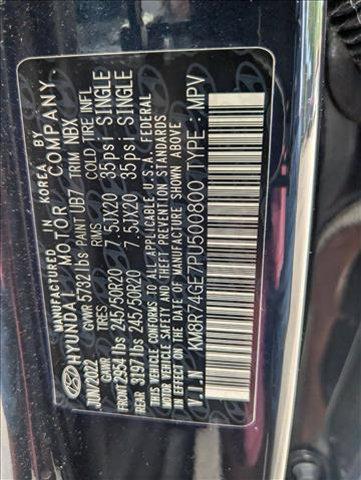 MANUFACTURED IN KOREA BY
HYUNDAI MOTOR COMPANY
JUN/2022 GVWR 5732 lbs PAINT UB7 TRIM NBX
GAWR TIRES RIMS COLD TIRE INFL
FRONT 2954 lbs 245/50R20 7.5JX20 35psi SINGLE
REAR 3197 lbs 245/50R20 7.5JX20 35psi SINGLE
THIS VEHICLE CONFORMS TO ALL APPLICABLE U.S.A. FEDERAL
MOTOR VEHICLE SAFETY AND THEFT PREVENTION STANDARDS
IN EFFECT ON THE DATE OF MANUFACTURE SHOWN ABOVE.
V.I.N KM8R74GE7PU500800 TYPE : MPV